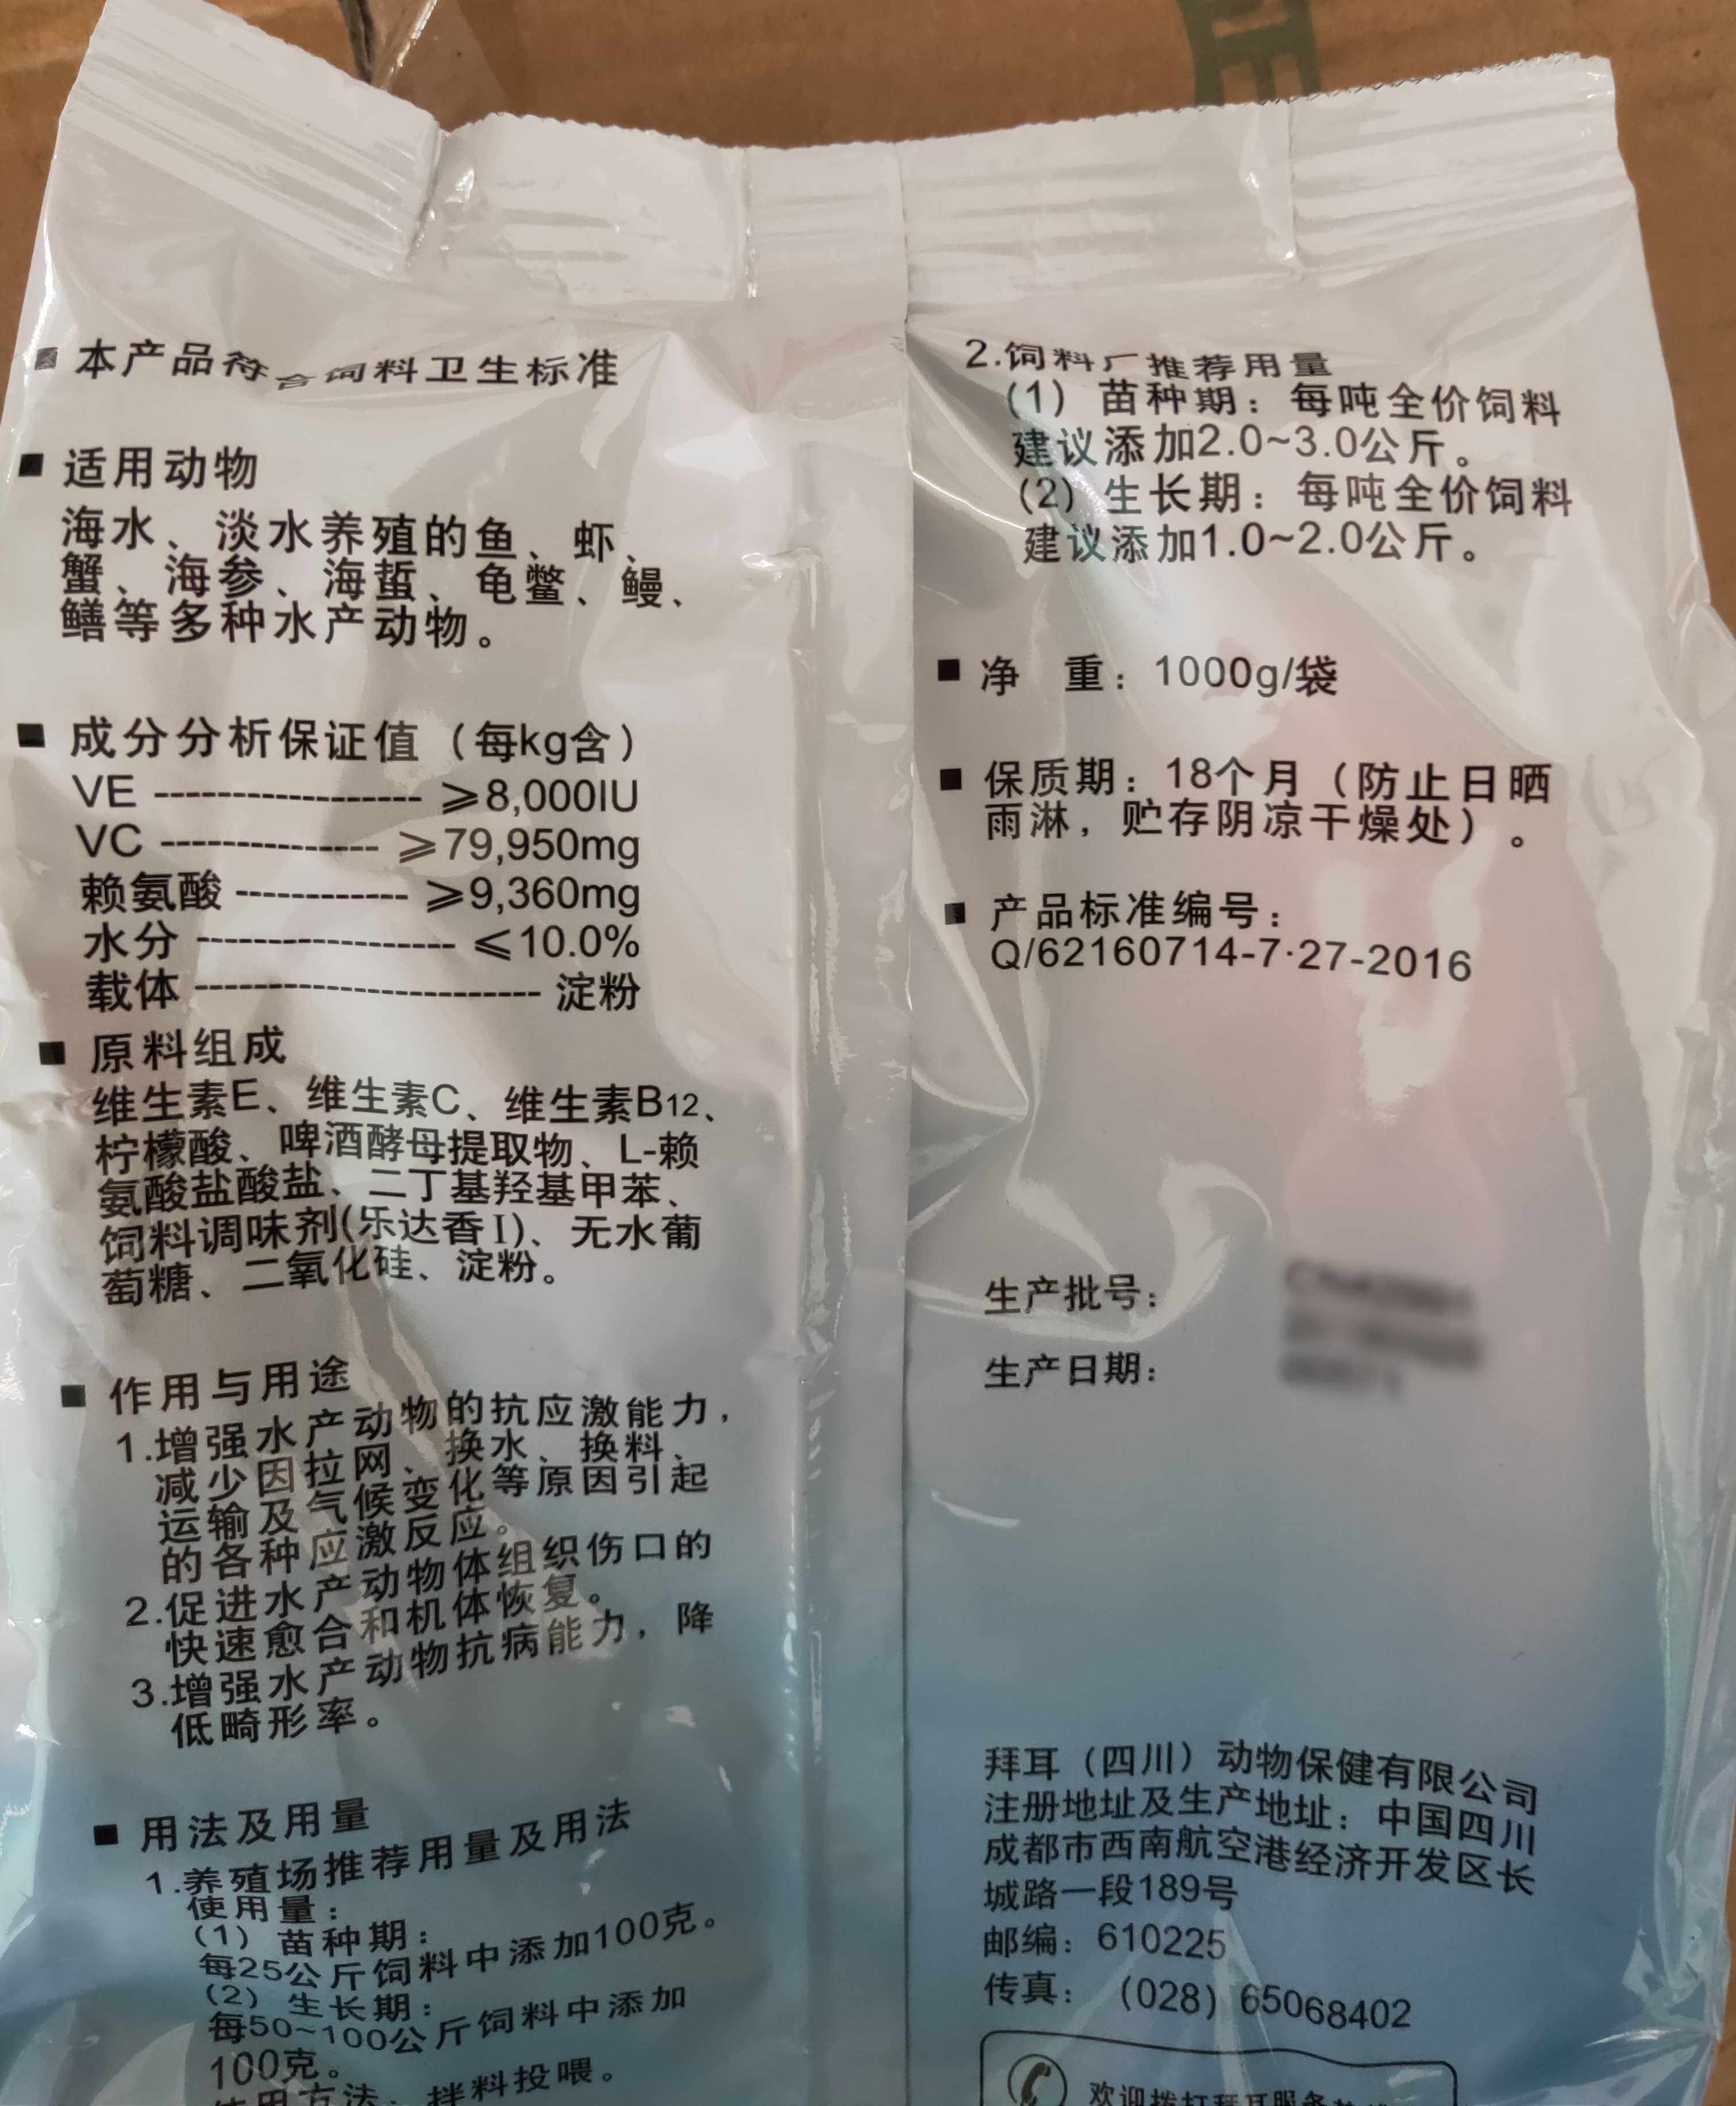 ■ 本产品符合饲料卫生标准
■ 适用动物
海水、淡水养殖的鱼、虾、
蟹、海参、海蜇、龟鳖、鳗、
鳝等多种水产动物。
■ 成分分析保证值（每kg含）
VE ------------------ ≥8,000IU
VC --------------- ≥79,950mg
赖氨酸 ------------ ≥9,360mg
水分 ------------------ ≤10.0%
载体 ------------------------ 淀粉
■ 原料组成
维生素E、维生素C、维生素B12、
柠檬酸、啤酒酵母提取物、L-赖
氨酸盐酸盐、二丁基羟基甲苯、
饲料调味剂(乐达香I)、无水葡
萄糖、二氧化硅、淀粉。
■ 作用与用途
1.增强水产动物的抗应激能力，
减少因拉网、换水、换料、
运输及气候变化等原因引起
的各种应激反应。
2.促进水产动物体组织伤口的
快速愈合和机体恢复。
3.增强水产动物抗病能力，降
低畸形率。
■ 用法及用量
1.养殖场推荐用量及用法
使用量：
(1) 苗种期：
每25公斤饲料中添加100克。
(2) 生长期：
每50~100公斤饲料中添加
100克。
使用方法：拌料投喂。
2.饲料厂推荐用量
(1) 苗种期：每吨全价饲料
建议添加2.0~3.0公斤。
(2) 生长期：每吨全价饲料
建议添加1.0~2.0公斤。
■ 净 重：1000g/袋
■ 保质期：18个月（防止日晒
雨淋，贮存阴凉干燥处）。
■ 产品标准编号：
Q/62160714-7·27-2016
生产批号：
生产日期：
拜耳（四川）动物保健有限公司
注册地址及生产地址：中国四川
成都市西南航空港经济开发区长
城路一段189号
邮编：610225
传真：（028）65068402
欢迎拨打拜耳服务热线